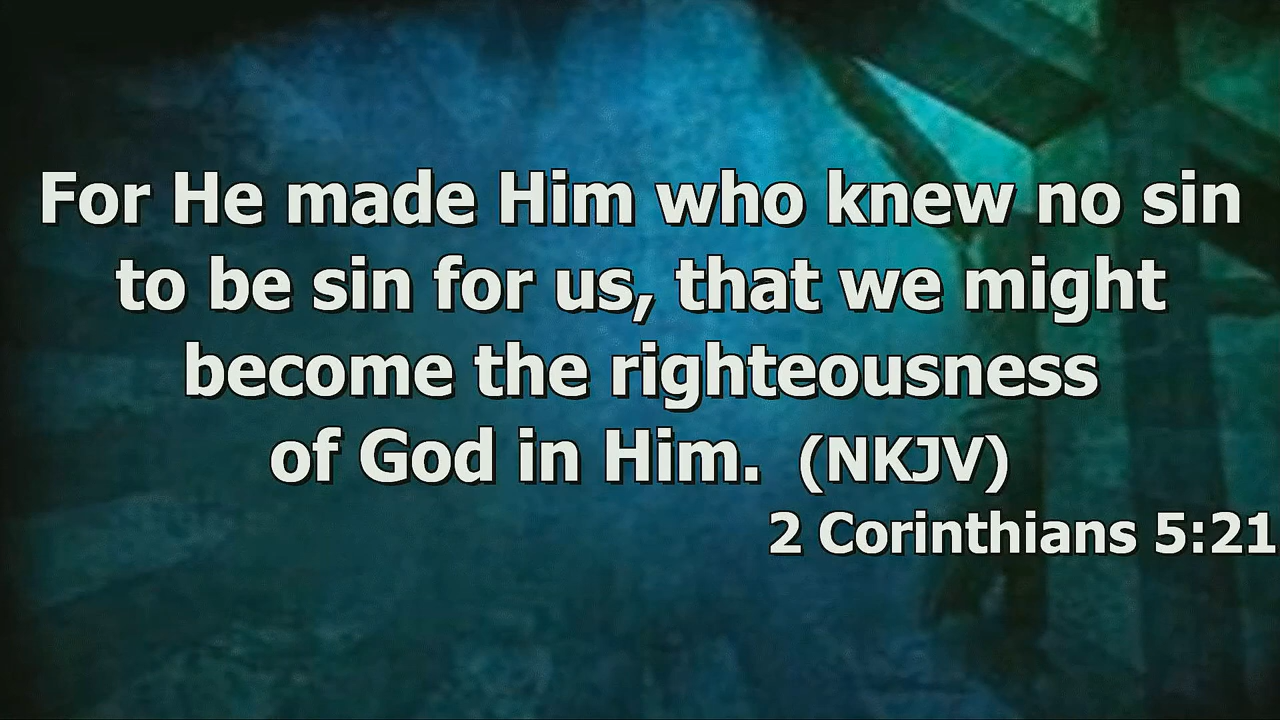 For He made Him who knew no sin
to be sin for us, that we might
become the righteousness
of God in Him. (NKJV)
2 Corinthians 5:21